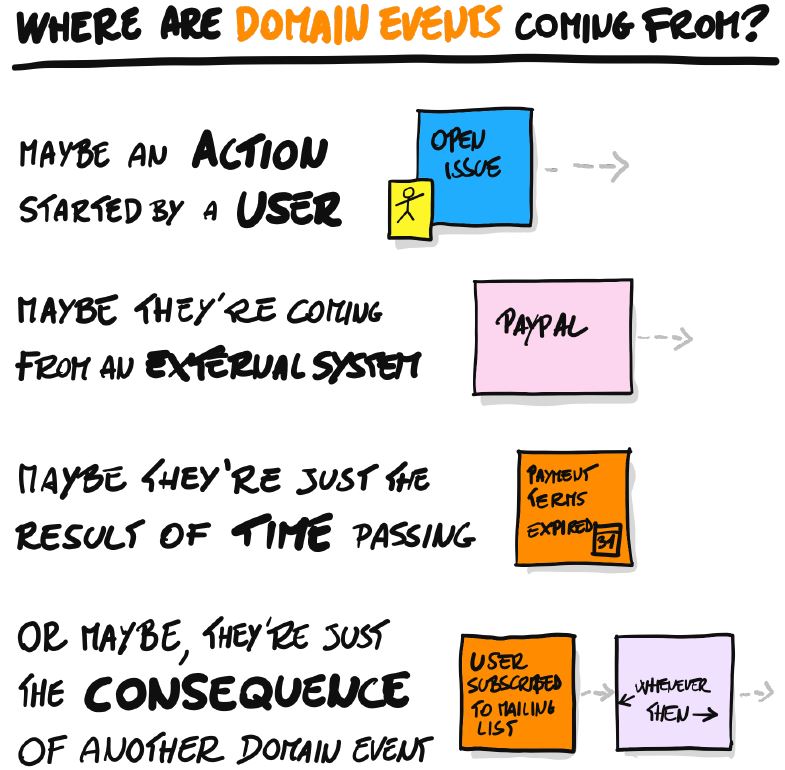 WHERE ARE DOMAIN EVENTS COMING FROM?
MAYBE AN ACTION
STARTED BY A USER
OPEN
ISSUE
MAYBE THEY'RE COMING
FROM AN EXTERNAL SYSTEM
PAYPAL
MAYBE THEY'RE JUST THE
RESULT OF TIME PASSING
PAYMENT
TERMS
EXPIRED
31
OR MAYBE, THEY'RE JUST
THE CONSEQUENCE
OF ANOTHER DOMAIN EVENT
USER
SUBSCRIBED
TO MAILING
LIST
WHENEVER
THEN